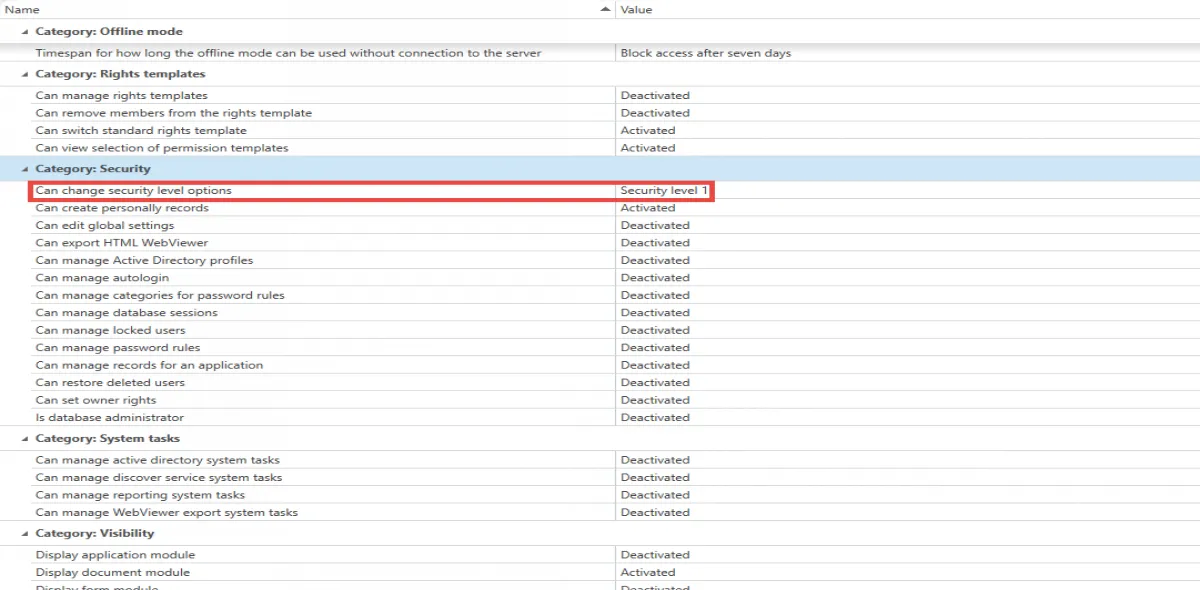 Name Value
Category: Offline mode
Timespan for how long the offline mode can be used without connection to the server Block access after seven days
Category: Rights templates
Can manage rights templates Deactivated
Can remove members from the rights template Deactivated
Can switch standard rights template Activated
Can view selection of permission templates Activated
Category: Security
Can change security level options Security level 1
Can create personally records Activated
Can edit global settings Deactivated
Can export HTML WebViewer Deactivated
Can manage Active Directory profiles Deactivated
Can manage autologin Deactivated
Can manage categories for password rules Deactivated
Can manage database sessions Deactivated
Can manage locked users Deactivated
Can manage password rules Deactivated
Can manage records for an application Deactivated
Can restore deleted users Deactivated
Can set owner rights Deactivated
Is database administrator Deactivated
Category: System tasks
Can manage active directory system tasks Deactivated
Can manage discover service system tasks Deactivated
Can manage reporting system tasks Deactivated
Can manage WebViewer export system tasks Deactivated
Category: Visibility
Display application module Deactivated
Display document module Activated
Display form module Deactivated